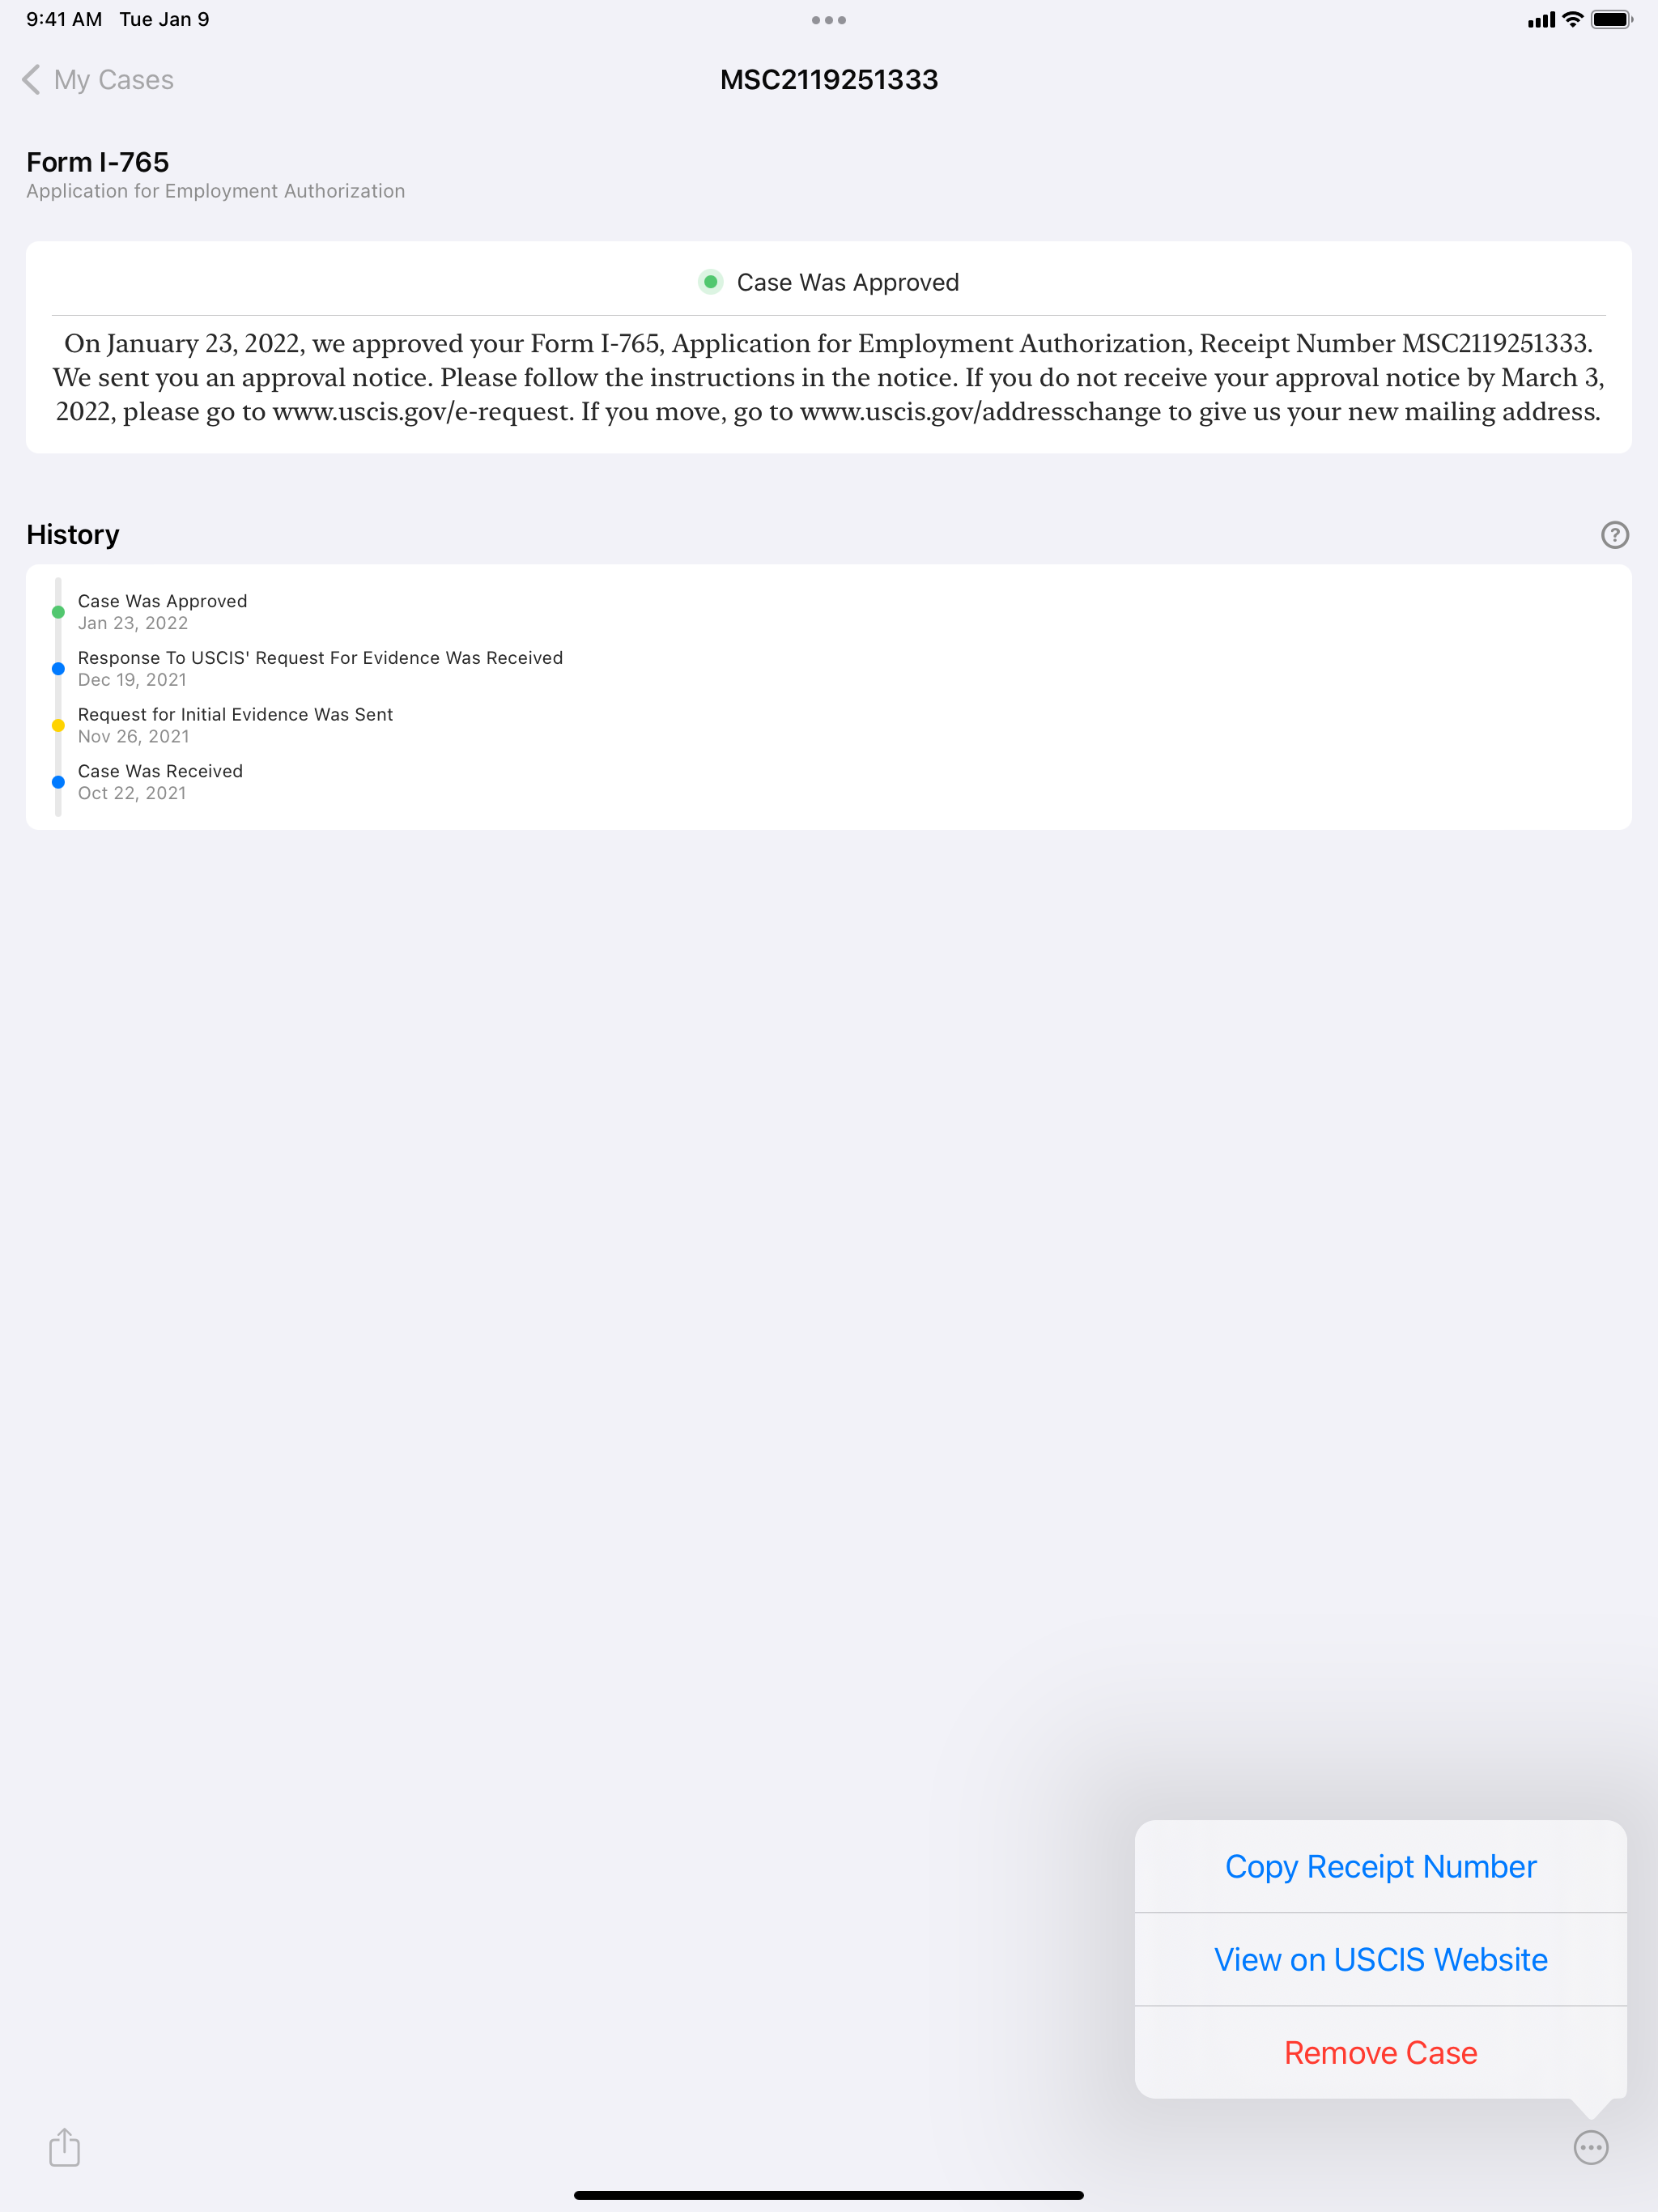 9:41 AM Tue Jan 9
My Cases
MSC2119251333
Form I-765
Application for Employment Authorization
Case Was Approved
On January 23, 2022, we approved your Form I-765, Application for Employment Authorization, Receipt Number MSC2119251333.
We sent you an approval notice. Please follow the instructions in the notice. If you do not receive your approval notice by March 3,
2022, please go to www.uscis.gov/e-request. If you move, go to www.uscis.gov/addresschange to give us your new mailing address.
History
?
Case Was Approved
Jan 23, 2022
Response To USCIS' Request For Evidence Was Received
Dec 19, 2021
Request for Initial Evidence Was Sent
Nov 26, 2021
Case Was Received
Oct 22, 2021
Copy Receipt Number
View on USCIS Website
Remove Case